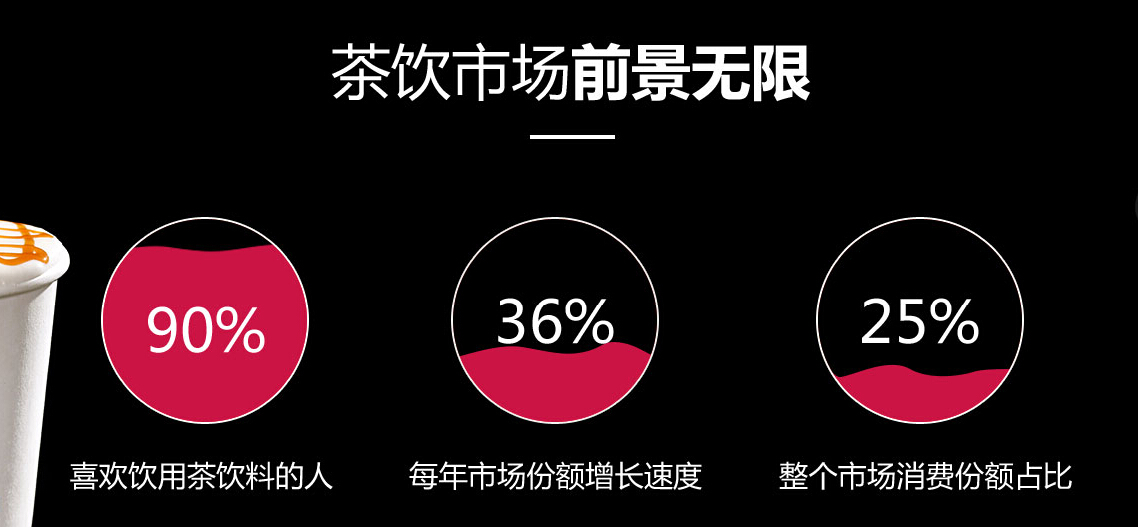 茶饮市场前景无限
90%
36%
25%
喜欢饮用茶饮料的人
每年市场份额增长速度
整个市场消费份额占比